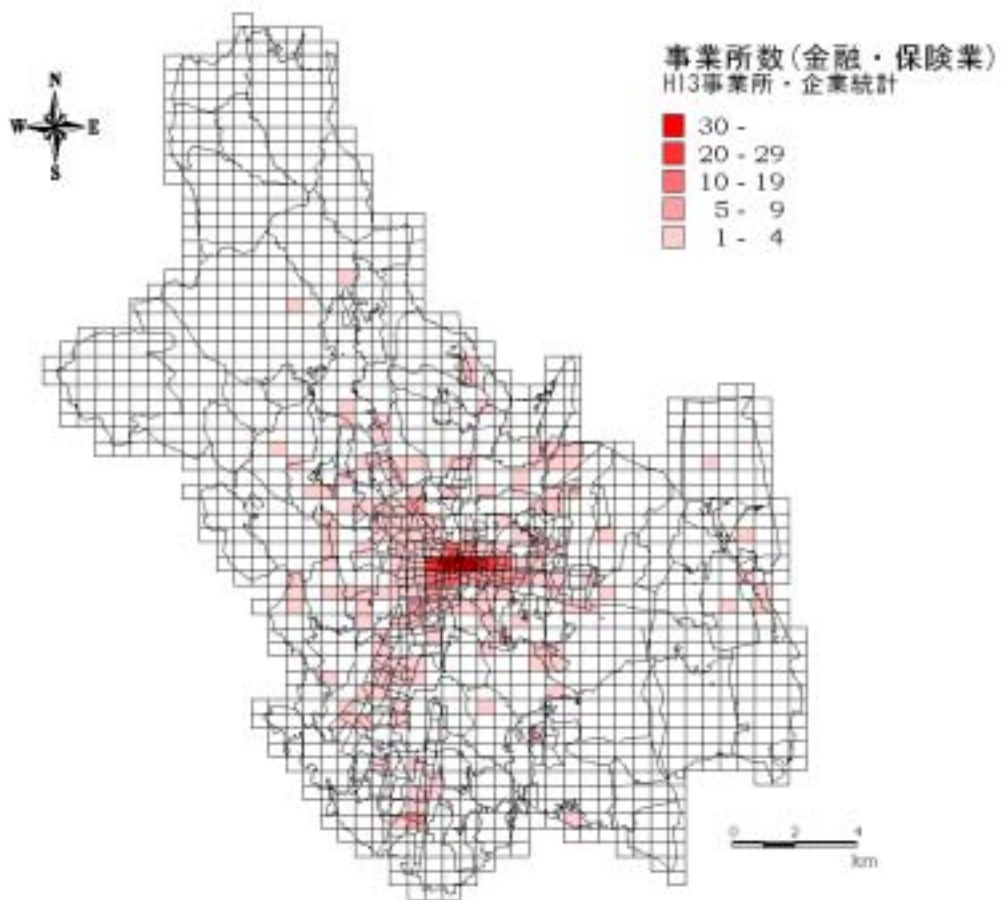 事業所数(金融・保険業)
H13事業所・企業統計
N
W E
S
30 -
20 - 29
10 - 19
5 - 9
1 - 4
0 2 4
km